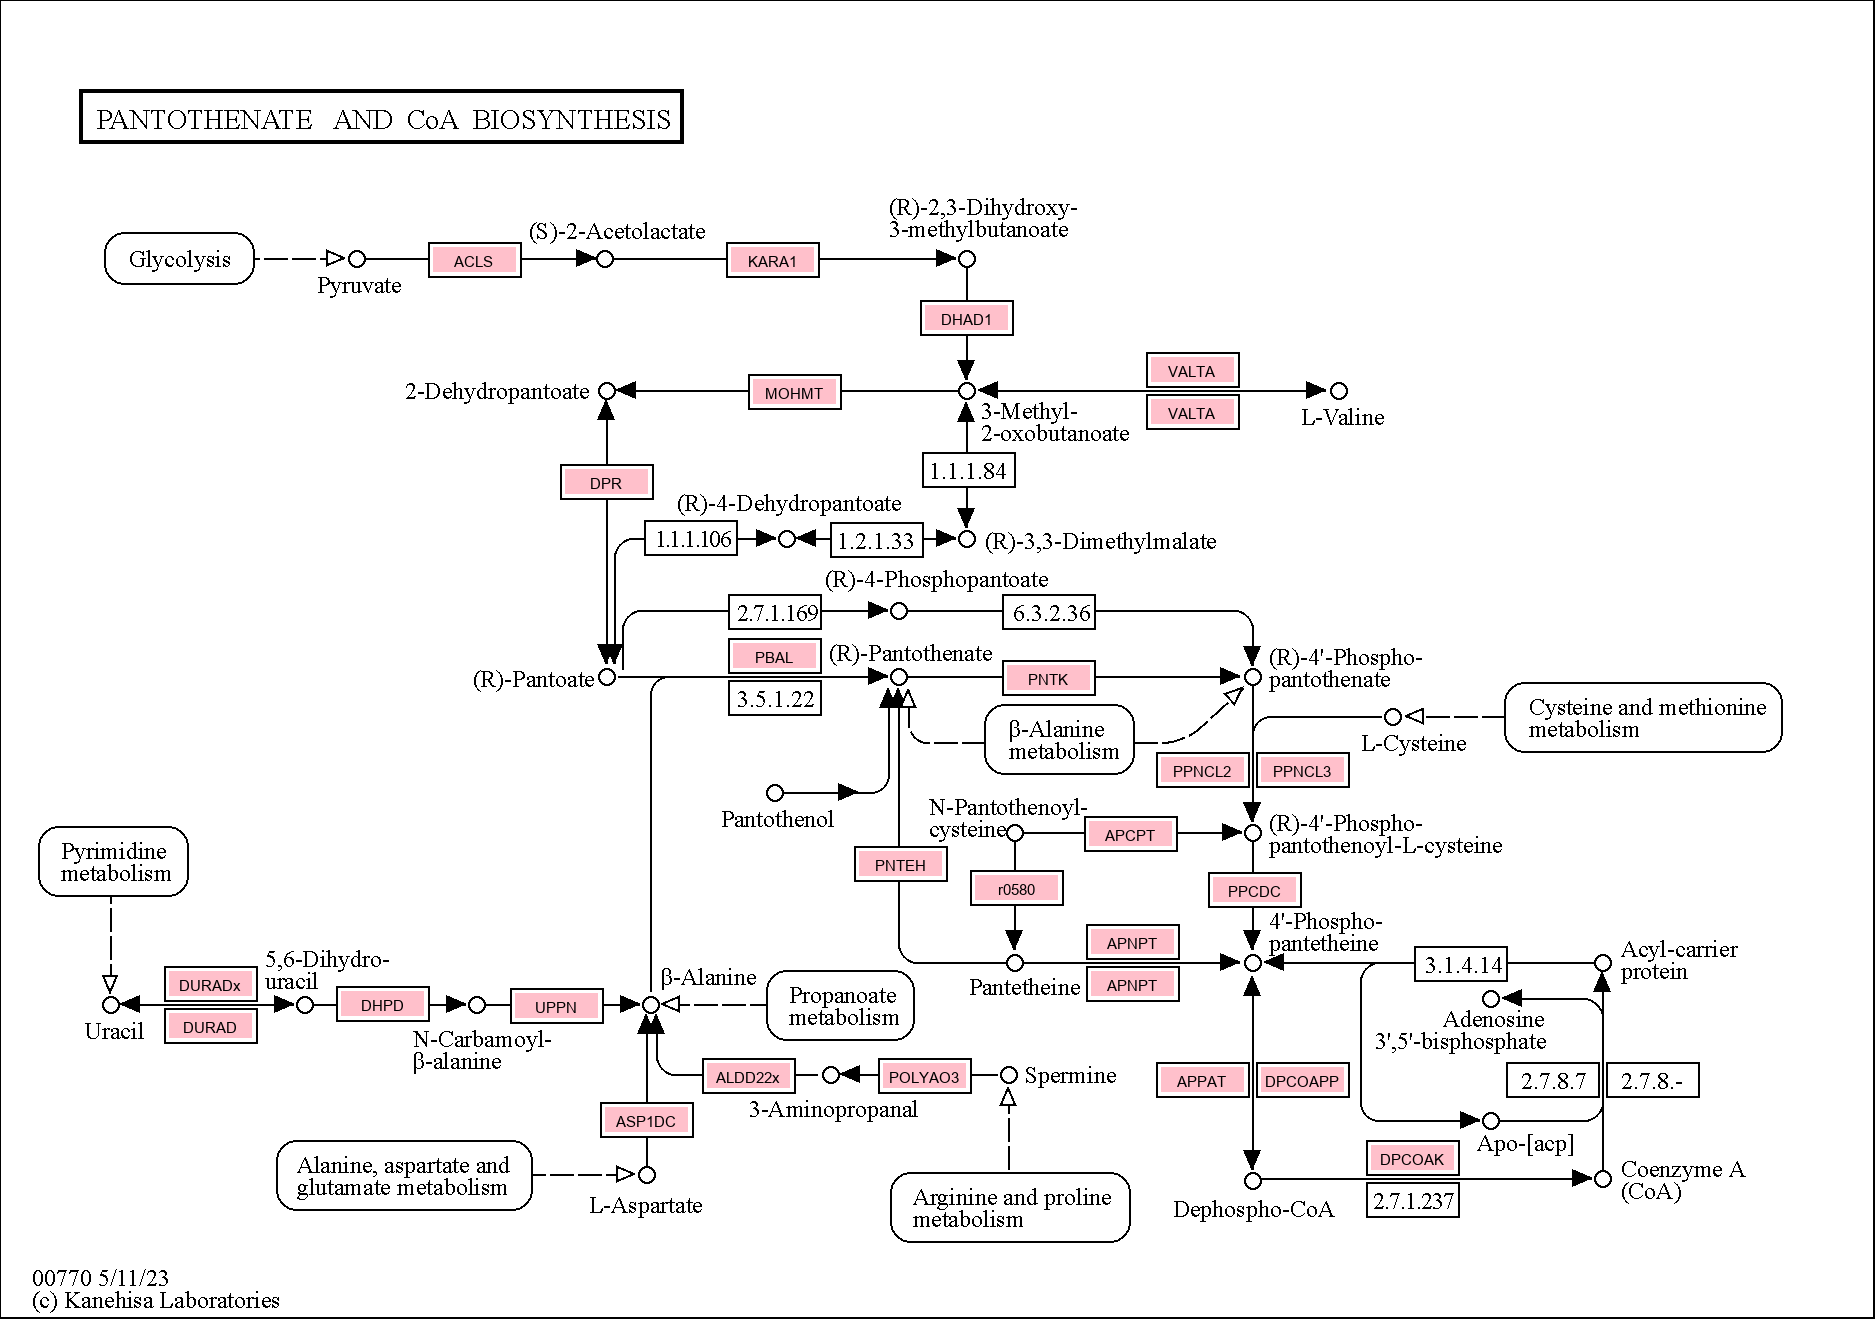 PANTOTHENATE AND CoA BIOSYNTHESIS
(R)-2,3-Dihydroxy-
3-methylbutanoate
(S)-2-Acetolactate
Glycolysis
ACLS
KARA1
Pyruvate
DHAD1
VALTA
2-Dehydropantoate
MOHMT
3-Methyl-
2-oxobutanoate
VALTA
L-Valine
1.1.1.84
DPR
(R)-4-Dehydropantoate
1.1.1.106
1.2.1.33
(R)-3,3-Dimethylmalate
(R)-4-Phosphopantoate
2.7.1.169
6.3.2.36
PBAL
(R)-Pantothenate
(R)-4'-Phospho-
pantothenate
(R)-Pantoate
PNTK
3.5.1.22
β-Alanine
metabolism
Cysteine and methionine
metabolism
L-Cysteine
PPNCL2
PPNCL3
Pantothenol
N-Pantothenoyl-
cysteine
APCPT
(R)-4'-Phospho-
pantothenoyl-L-cysteine
Pyrimidine
metabolism
PNTEH
r0580
PPCDC
4'-Phospho-
pantetheine
APNPT
Acyl-carrier
protein
3.1.4.14
5,6-Dihydro-
uracil
β-Alanine
DURADx
Pantetheine
APNPT
Propanoate
metabolism
DHPD
UPPN
Uracil
DURAD
N-Carbamoyl-
β-alanine
Adenosine
3',5'-bisphosphate
ALDD22x
POLYAO3
Spermine
APPAT
DPCOAPP
2.7.8.7
2.7.8.-
3-Aminopropanal
ASP1DC
Apo-[acp]
Alanine, aspartate and
glutamate metabolism
L-Aspartate
Arginine and proline
metabolism
DPCOAK
Coenzyme A
(CoA)
2.7.1.237
Dephospho-CoA
00770 5/11/23
(c) Kanehisa Laboratories